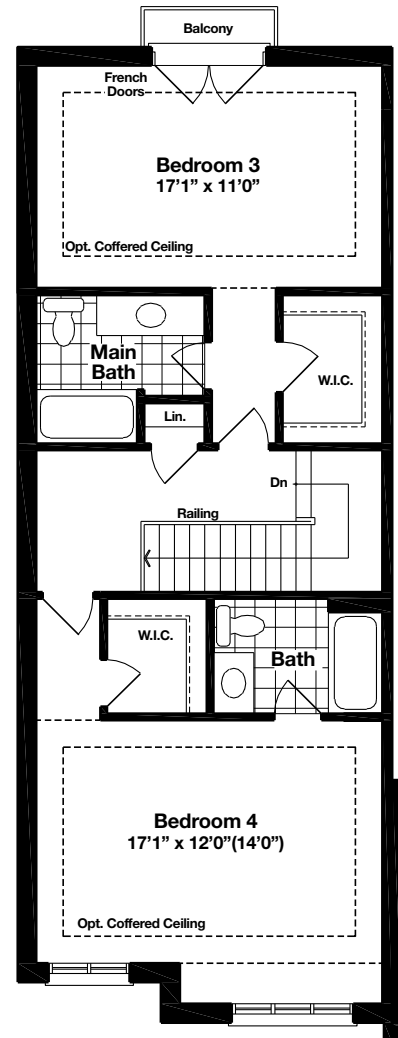 Balcony
French
Doors
Bedroom 3
17'1" x 11'0"
Opt. Coffered Ceiling
Main
Bath
W.I.C.
Lin.
Dn
Railing
W.I.C.
Bath
Bedroom 4
17'1" x 12'0"(14'0")
Opt. Coffered Ceiling